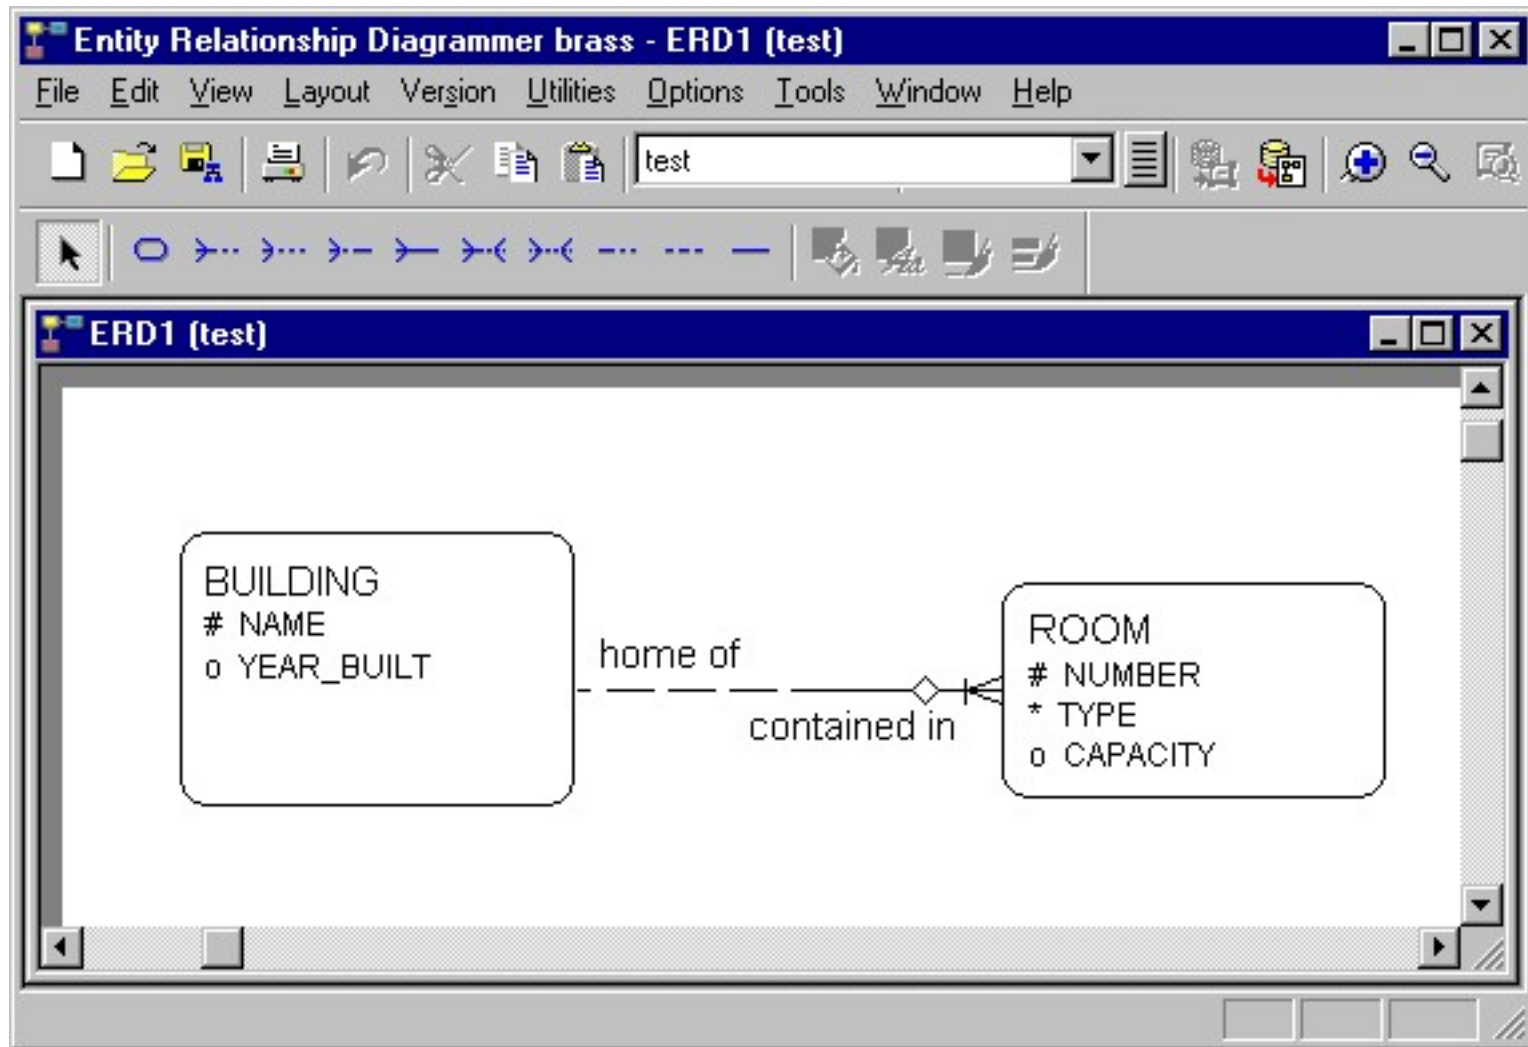 Entity Relationship Diagrammer brass - ERD1 (test)
File Edit View Layout Version Utilities Options Tools Window Help
test
ERD1 (test)
BUILDING
# NAME
o YEAR_BUILT
home of
contained in
ROOM
# NUMBER
* TYPE
o CAPACITY